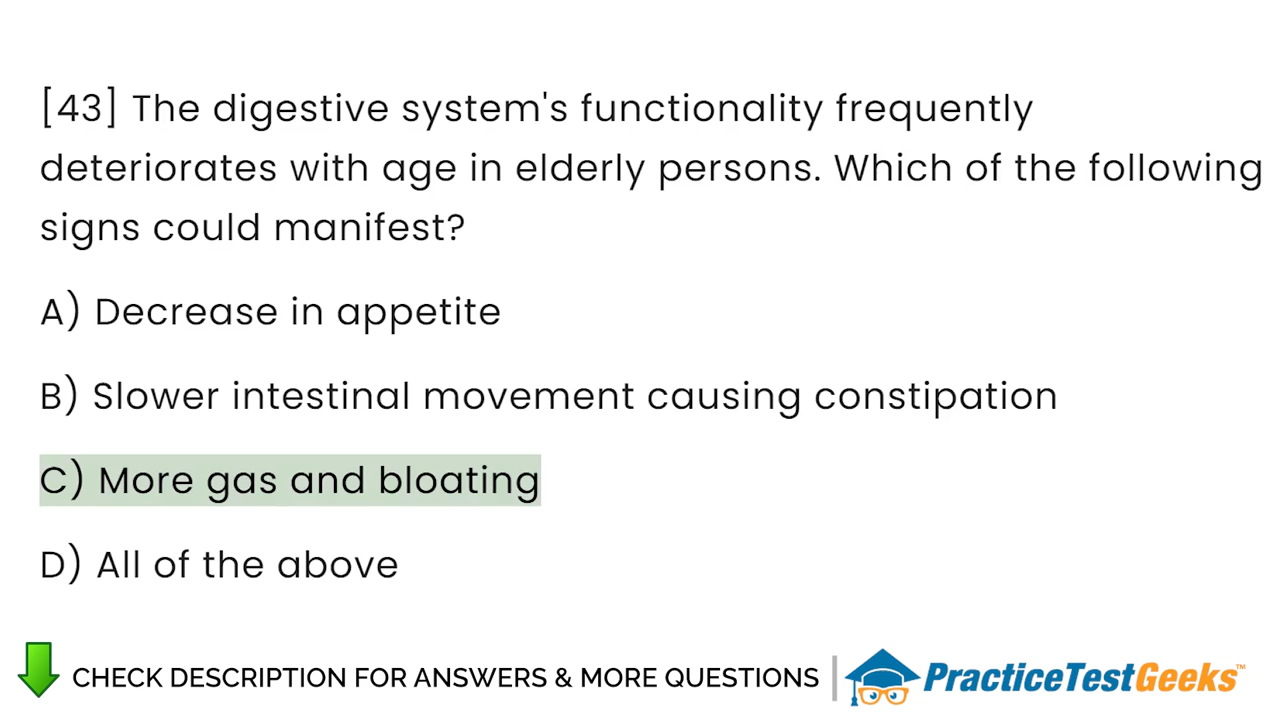 [43] The digestive system's functionality frequently
deteriorates with age in elderly persons. Which of the following
signs could manifest?
A) Decrease in appetite
B) Slower intestinal movement causing constipation
C) More gas and bloating
D) All of the above
CHECK DESCRIPTION FOR ANSWERS & MORE QUESTIONS
PracticeTestGeeks™